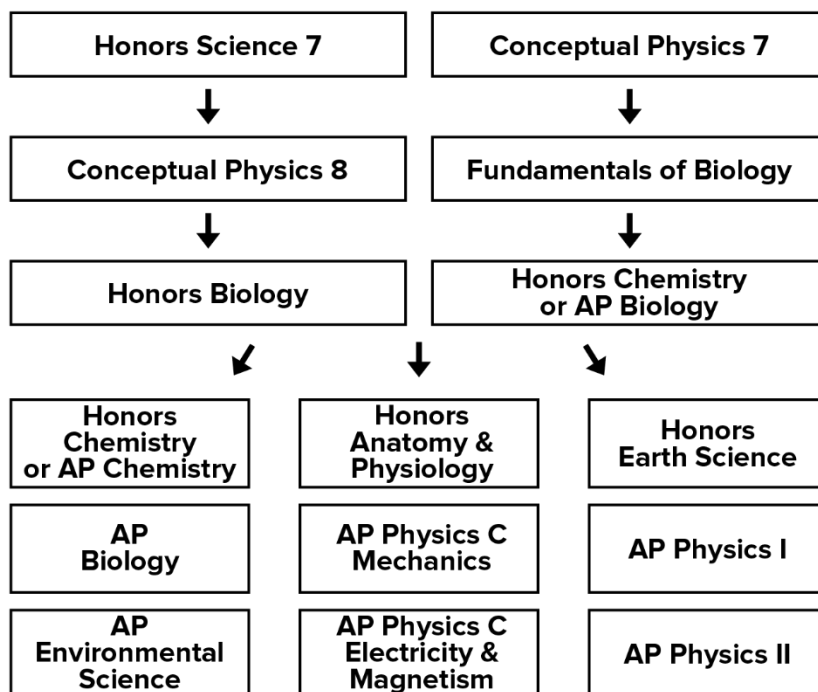 Honors Science 7
Conceptual Physics 7
Conceptual Physics 8
Fundamentals of Biology
Honors Biology
Honors Chemistry
or AP Biology
Honors
Chemistry
or AP Chemistry
Honors
Anatomy &
Physiology
Honors
Earth Science
AP
Biology
AP Physics C
Mechanics
AP Physics I
AP
Environmental
Science
AP Physics C
Electricity &
Magnetism
AP Physics II